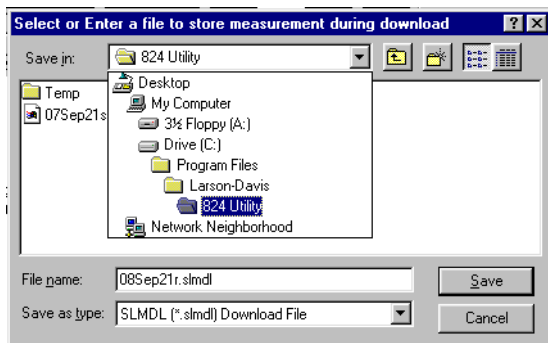 Select or Enter a file to store measurement during download
Save in:
824 Utility
Temp
07Sep21s
Desktop
My Computer
3½ Floppy (A:)
Drive (C:)
Program Files
Larson-Davis
824 Utility
Network Neighborhood
File name:
08Sep21r.slmdl
Save
Save as type:
SLMDL (*.slmdl) Download File
Cancel